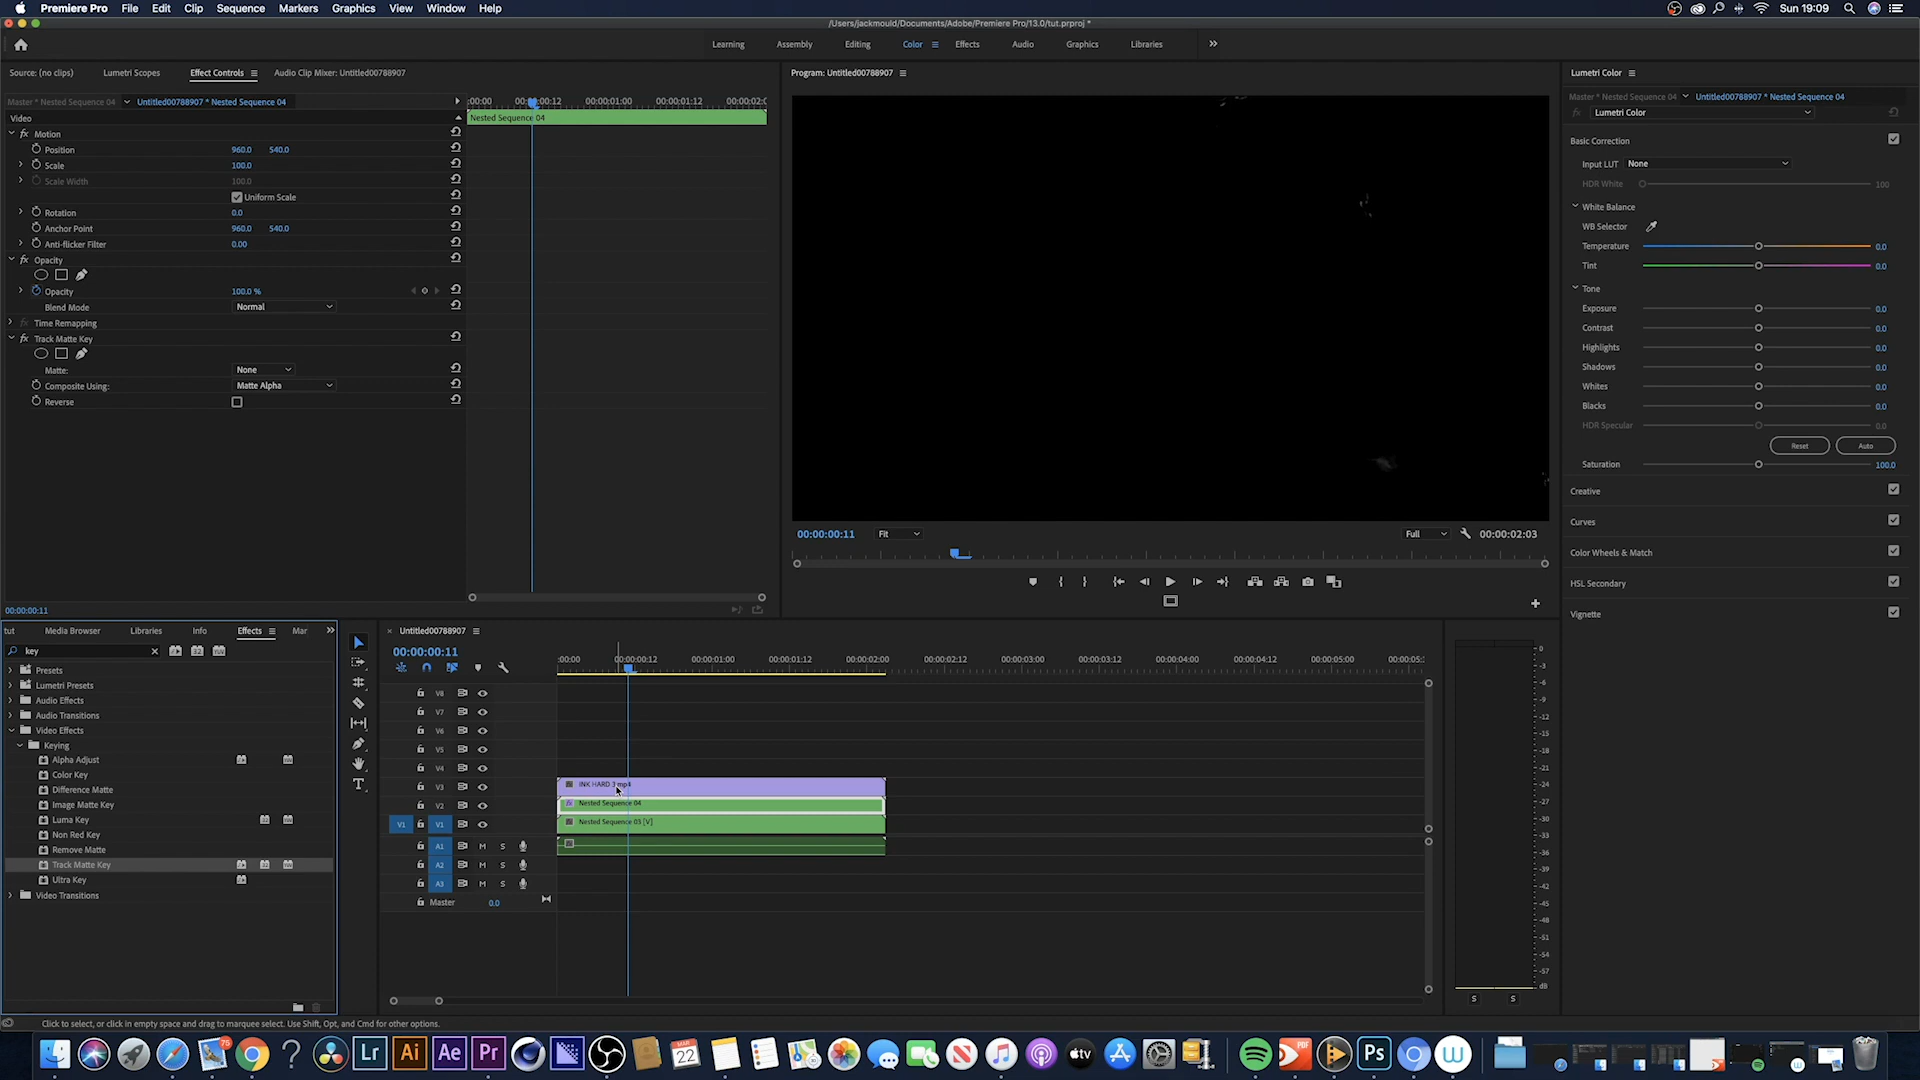 Premiere Pro File Edit Clip Sequence Markers Graphics View Window Help Sun 19:09
/Users/jackmould/Documents/Adobe/Premiere Pro/13.0/tut.prproj *
Learning Assembly Editing Color Effects Audio Graphics Libraries
Source: (no clips) Lumetri Scopes Effect Controls Audio Clip Mixer: Untitled00788907
Master * Nested Sequence 04 Untitled00788907 * Nested Sequence 04
:00:00 00:00:00:12 00:00:01:00 00:00:01:12 00:00:02:0
Video
Nested Sequence 04
Motion
Position 960.0 540.0
Scale 100.0
Scale Width 100.0
Uniform Scale
Rotation 0.0
Anchor Point 960.0 540.0
Anti-flicker Filter 0.00
Opacity
Opacity 100.0 %
Blend Mode Normal
Time Remapping
Track Matte Key
Matte: None
Composite Using: Matte Alpha
Reverse
00:00:00:11
Program: Untitled00788907
00:00:00:11 Fit Full 00:00:02:03
Lumetri Color
Master * Nested Sequence 04 Untitled00788907 * Nested Sequence 04
fx Lumetri Color
Basic Correction
Input LUT None
HDR White 100
White Balance
WB Selector
Temperature 0.0
Tint 0.0
Tone
Exposure 0.0
Contrast 0.0
Highlights 0.0
Shadows 0.0
Whites 0.0
Blacks 0.0
HDR Specular 0.0
Reset Auto
Saturation 100.0
Creative
Curves
Color Wheels & Match
HSL Secondary
Vignette
tut Media Browser Libraries Info Effects Mar
key
Presets
Lumetri Presets
Audio Effects
Audio Transitions
Video Effects
Keying
Alpha Adjust
Color Key
Difference Matte
Image Matte Key
Luma Key
Non Red Key
Remove Matte
Track Matte Key
Ultra Key
Video Transitions
Untitled00788907
00:00:00:11
:00:00 00:00:00:12 00:00:01:00 00:00:01:12 00:00:02:00 00:00:02:12 00:00:03:00 00:00:03:12 00:00:04:00 00:00:04:12 00:00:05:00 00:00:05:
V8
V7
V6
V5
V4
V3 INK HARD 3.mp4
V2 Nested Sequence 04
V1 V1 Nested Sequence 03 [V]
A1 M S
A2 M S
A3 M S
Master 0.0
0
-3
-6
-9
-12
-15
-18
-21
-24
-27
-30
-33
-36
-39
-42
-45
-48
-51
-54
-57
dB
S S
Click to select, or click in empty space and drag to marquee select. Use Shift, Opt, and Cmd for other options.
75 Lr Ai Ae Pr MAR 22 tv PDF Ps W